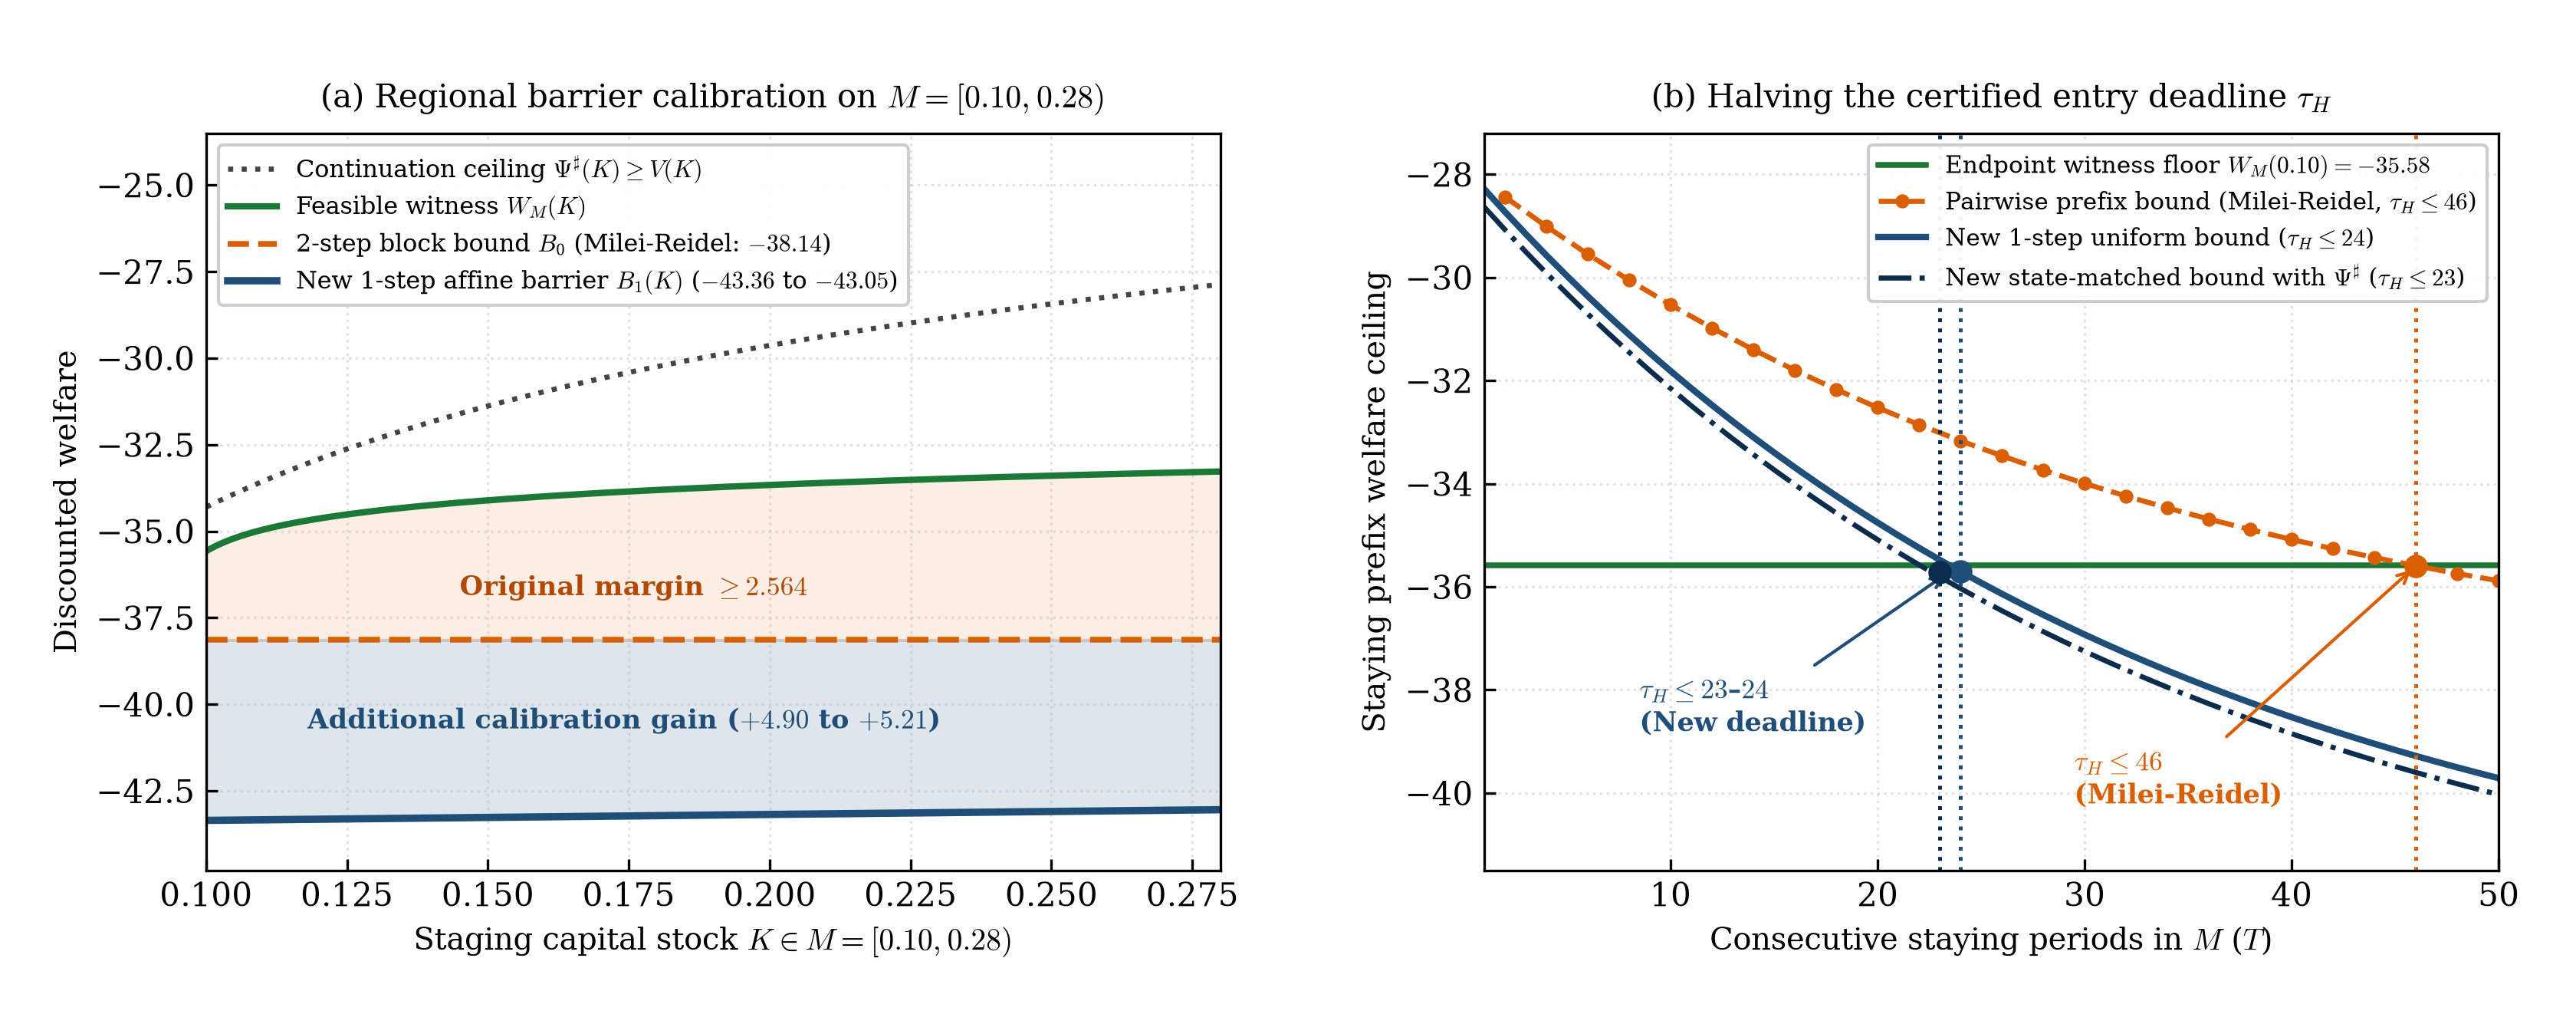 (a) Regional barrier calibration on M = [0.10, 0.28)
Continuation ceiling Ψ♯(K) ≥ V(K)
Feasible witness W_M(K)
2-step block bound B_0 (Milei-Reidel: −38.14)
New 1-step affine barrier B_1(K) (−43.36 to −43.05)
−25.0
−27.5
−30.0
−32.5
−35.0
−37.5
−40.0
−42.5
Discounted welfare
Original margin ≥ 2.564
Additional calibration gain (+4.90 to +5.21)
0.100 0.125 0.150 0.175 0.200 0.225 0.250 0.275
Staging capital stock K ∈ M = [0.10, 0.28)
(b) Halving the certified entry deadline τ_H
Endpoint witness floor W_M(0.10) = −35.58
Pairwise prefix bound (Milei-Reidel, τ_H ≤ 46)
New 1-step uniform bound (τ_H ≤ 24)
New state-matched bound with Ψ♯ (τ_H ≤ 23)
−28
−30
−32
−34
−36
−38
−40
Staying prefix welfare ceiling
τ_H ≤ 23–24
(New deadline)
τ_H ≤ 46
(Milei-Reidel)
10 20 30 40 50
Consecutive staying periods in M (T)